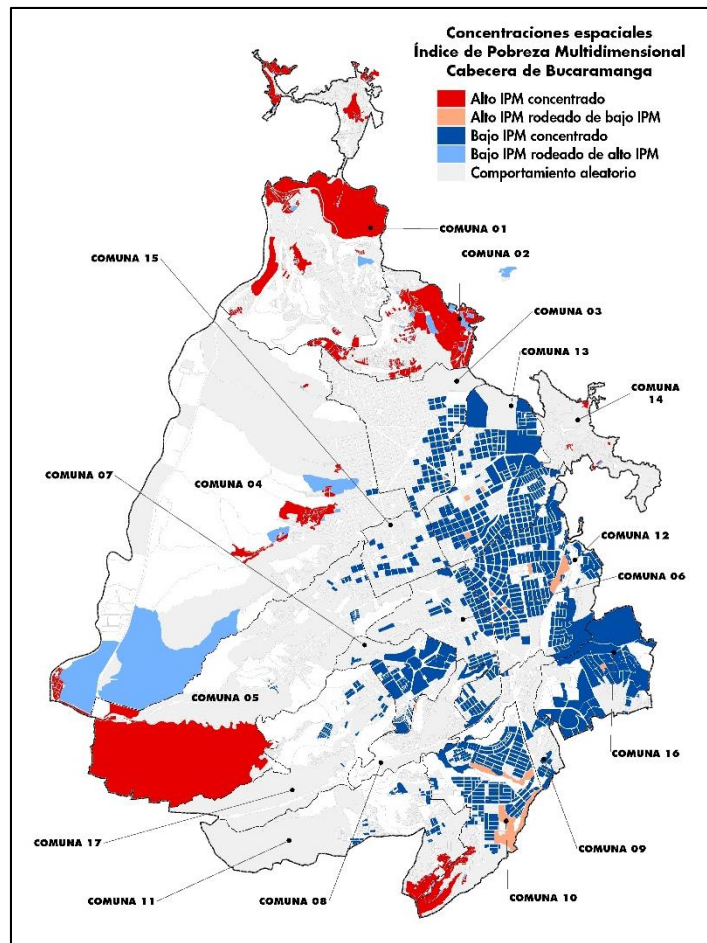 Concentraciones espaciales
Índice de Pobreza Multidimensional
Cabecera de Bucaramanga
Alto IPM concentrado
Alto IPM rodeado de bajo IPM
Bajo IPM concentrado
Bajo IPM rodeado de alto IPM
Comportamiento aleatorio
COMUNA 01
COMUNA 15
COMUNA 02
COMUNA 03
COMUNA 13
COMUNA
14
COMUNA 07
COMUNA 04
COMUNA 12
COMUNA 06
COMUNA 05
COMUNA 16
COMUNA 17
COMUNA 09
COMUNA 11
COMUNA 08
COMUNA 10